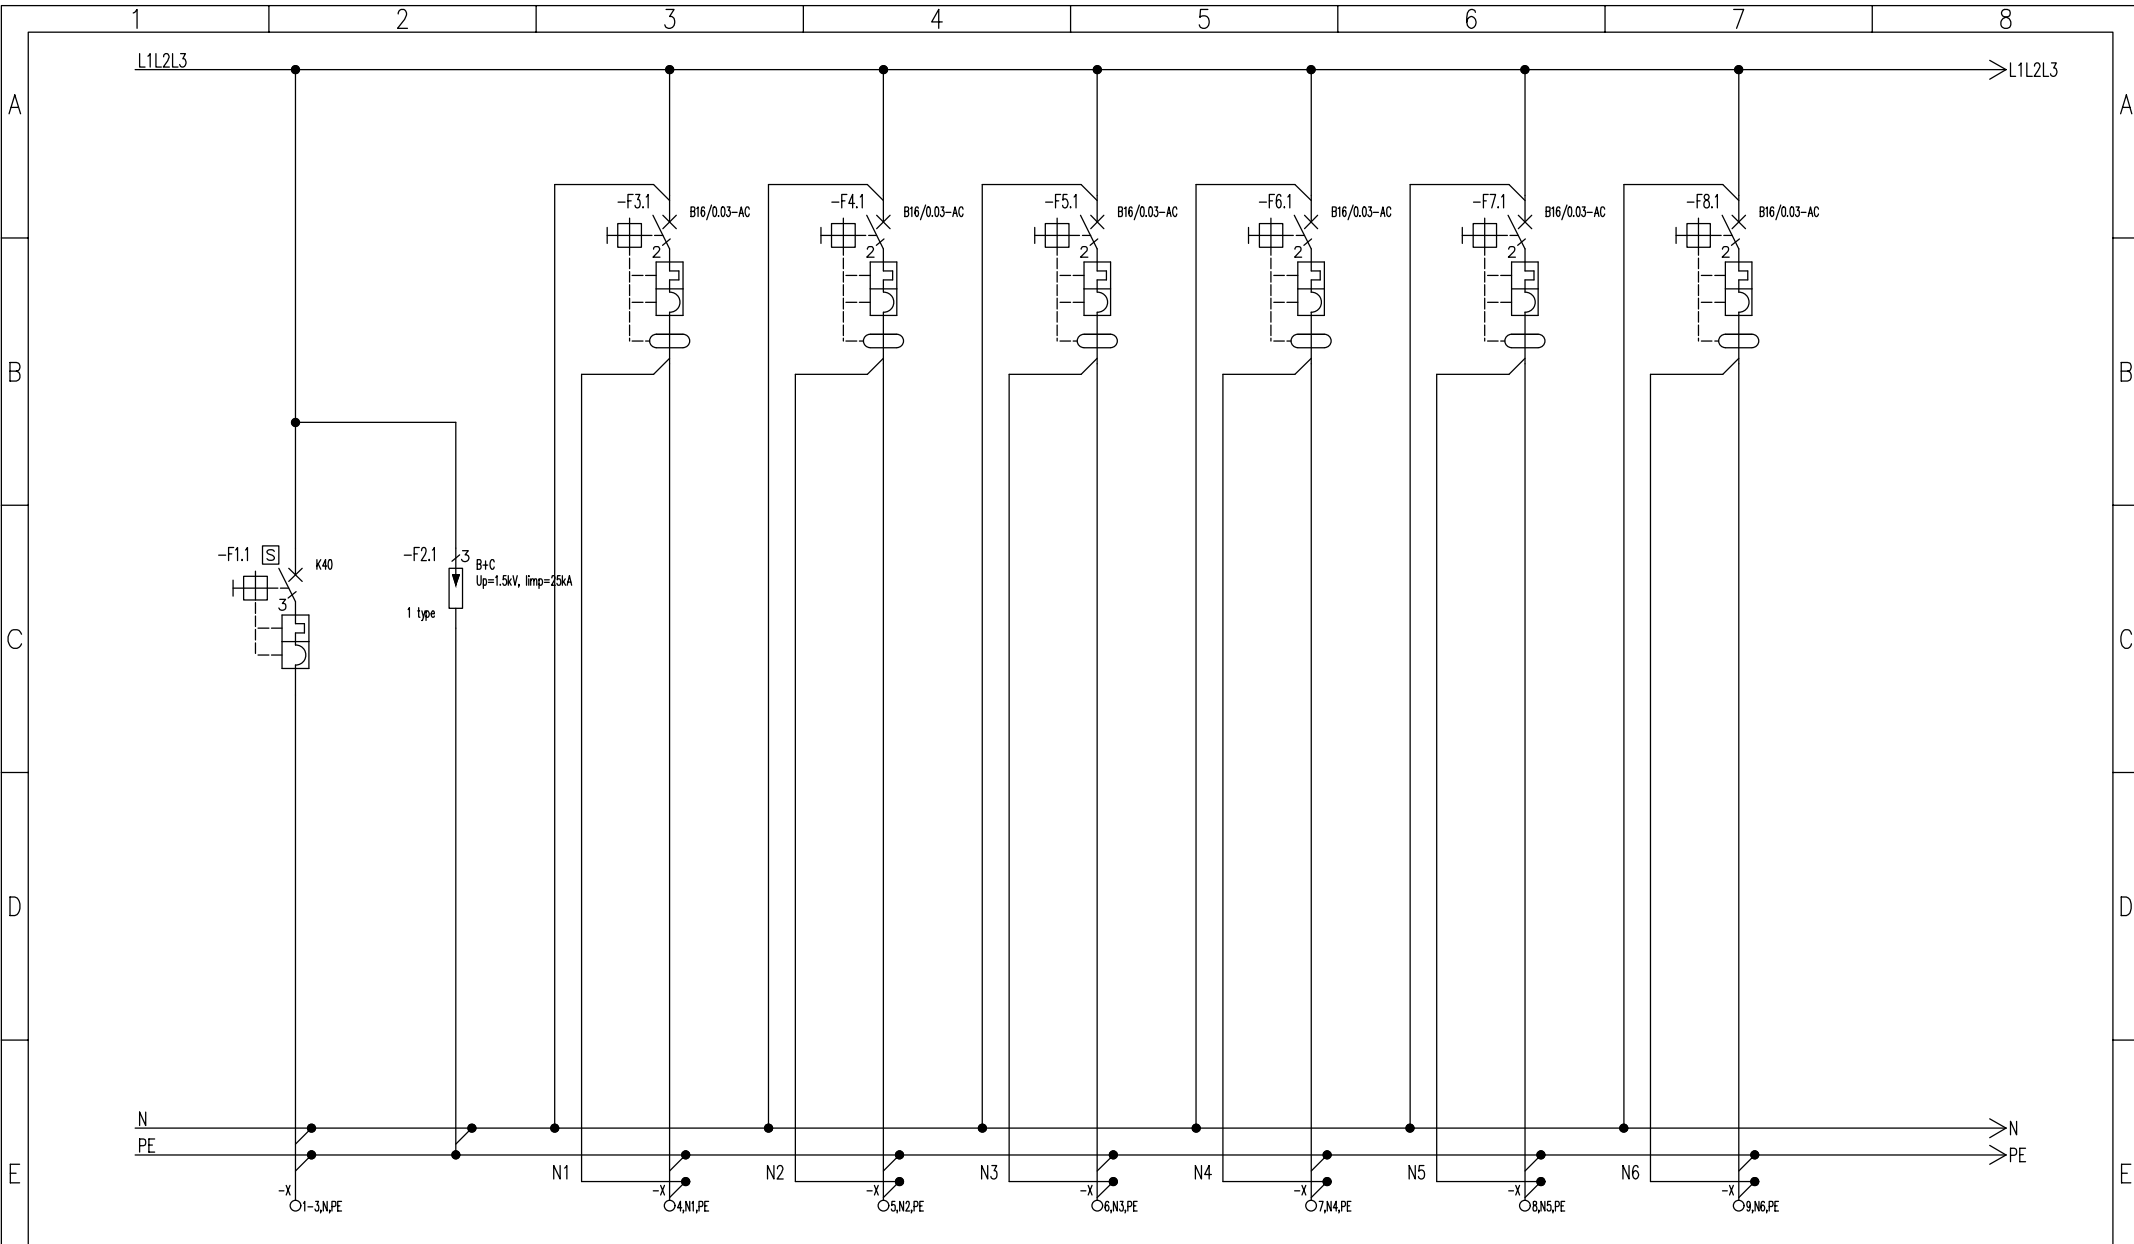 1 2 3 4 5 6 7 8
L1L2L3 L1L2L3
A A
-F3.1 B16/0.03-AC -F4.1 B16/0.03-AC -F5.1 B16/0.03-AC -F6.1 B16/0.03-AC -F7.1 B16/0.03-AC -F8.1 B16/0.03-AC
2 2 2 2 2 2
B B
-F1.1 S K40 -F2.1 3 B+C
Up=1.5kV, limp=25kA
3 1 type
C C
D D
N N
PE PE
E N1 N2 N3 N4 N5 N6 E
-X -X -X -X -X -X -X
1-3,N,PE 4,N1,PE 5,N2,PE 6,N3,PE 7,N4,PE 8,N5,PE 9,N6,PE